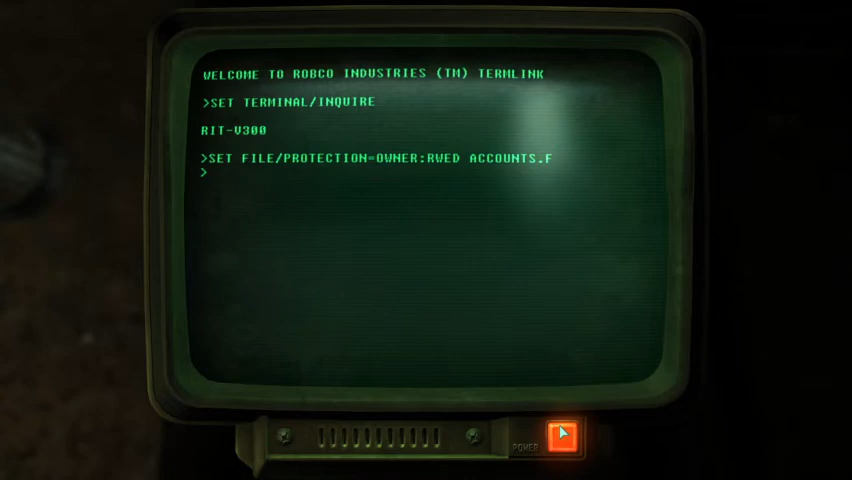 WELCOME TO ROBCO INDUSTRIES (TM) TERMLINK
>SET TERMINAL/INQUIRE
RIT-V300
>SET FILE/PROTECTION=OWNER:RWED ACCOUNTS.F
>
POWER